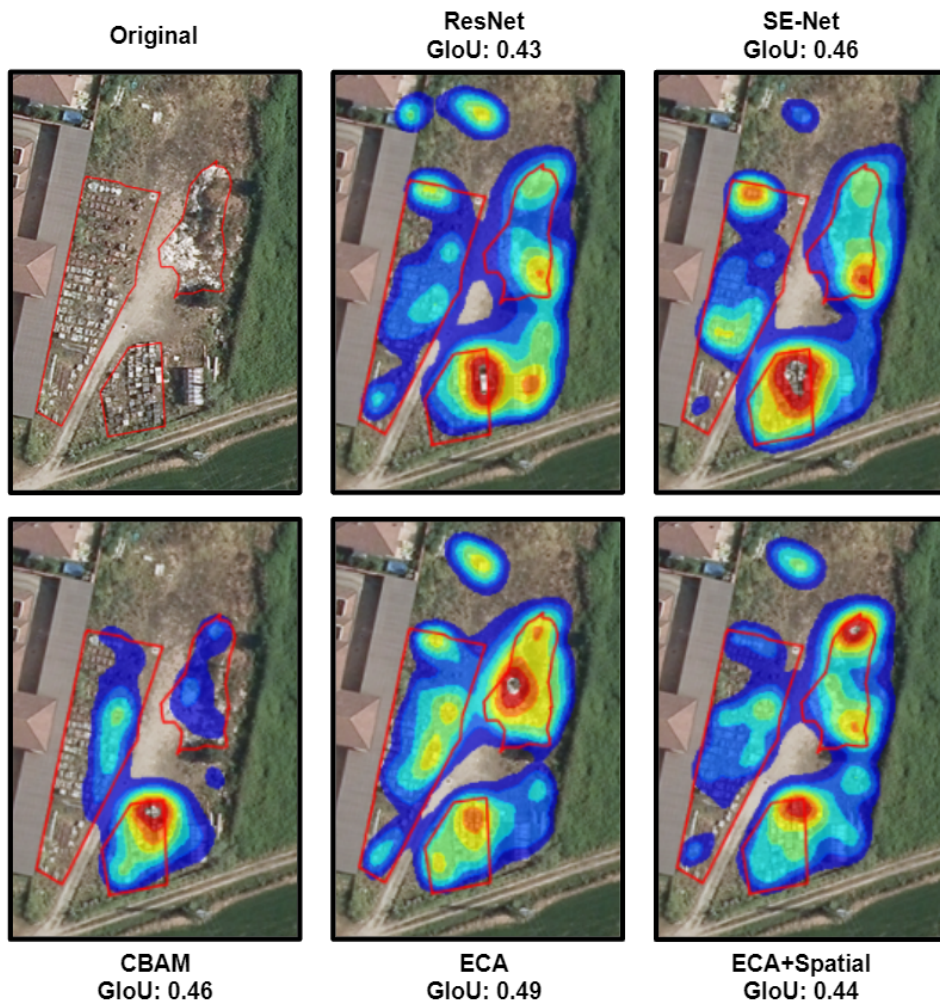 Original
ResNet
GIoU: 0.43
SE-Net
GIoU: 0.46
CBAM
GIoU: 0.46
ECA
GIoU: 0.49
ECA+Spatial
GIoU: 0.44